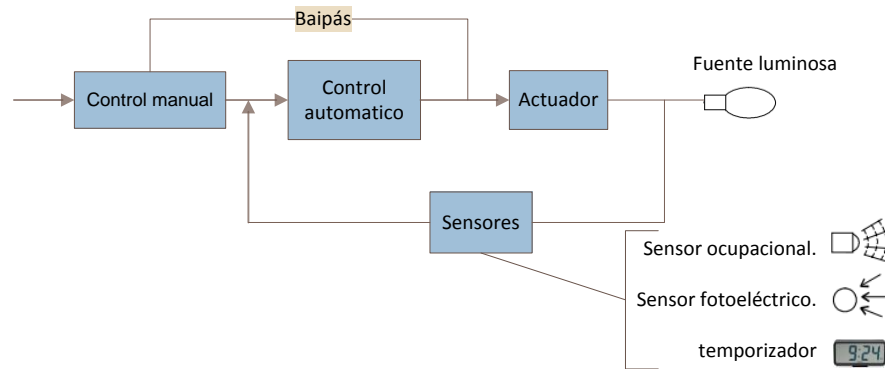 Baipás
Fuente luminosa
Control manual
Control
automatico
Actuador
Sensores
Sensor ocupacional.
Sensor fotoeléctrico.
temporizador
9:24